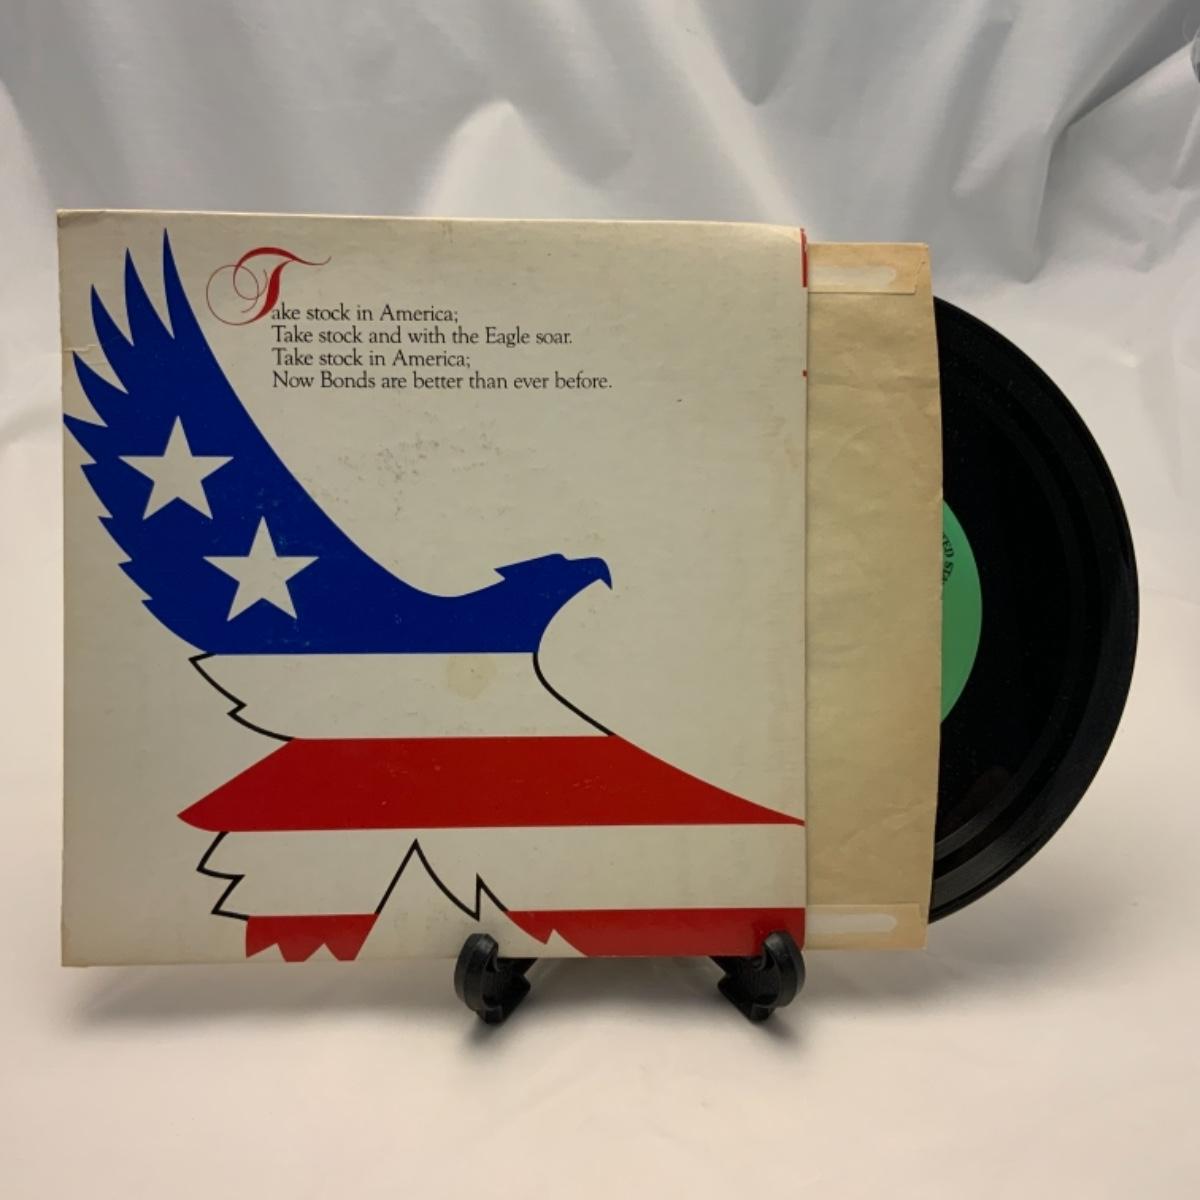 Take stock in America;
Take stock and with the Eagle soar.
Take stock in America;
Now Bonds are better than ever before.